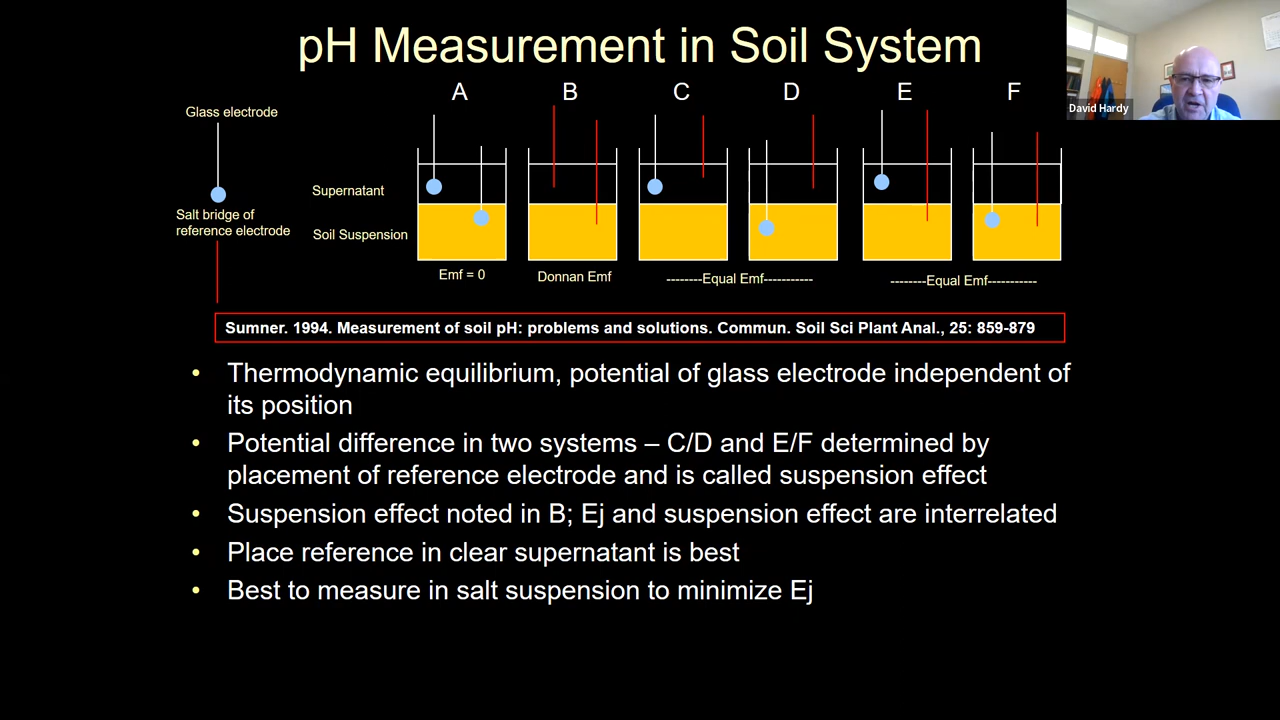 pH Measurement in Soil System
A B C D E F
David Hardy
Glass electrode
Supernatant
Salt bridge of
reference electrode
Soil Suspension
Emf = 0
Donnan Emf
--------Equal Emf-----------
--------Equal Emf-----------
Sumner. 1994. Measurement of soil pH: problems and solutions. Commun. Soil Sci Plant Anal., 25: 859-879
• Thermodynamic equilibrium, potential of glass electrode independent of
its position
• Potential difference in two systems – C/D and E/F determined by
placement of reference electrode and is called suspension effect
• Suspension effect noted in B; Ej and suspension effect are interrelated
• Place reference in clear supernatant is best
• Best to measure in salt suspension to minimize Ej